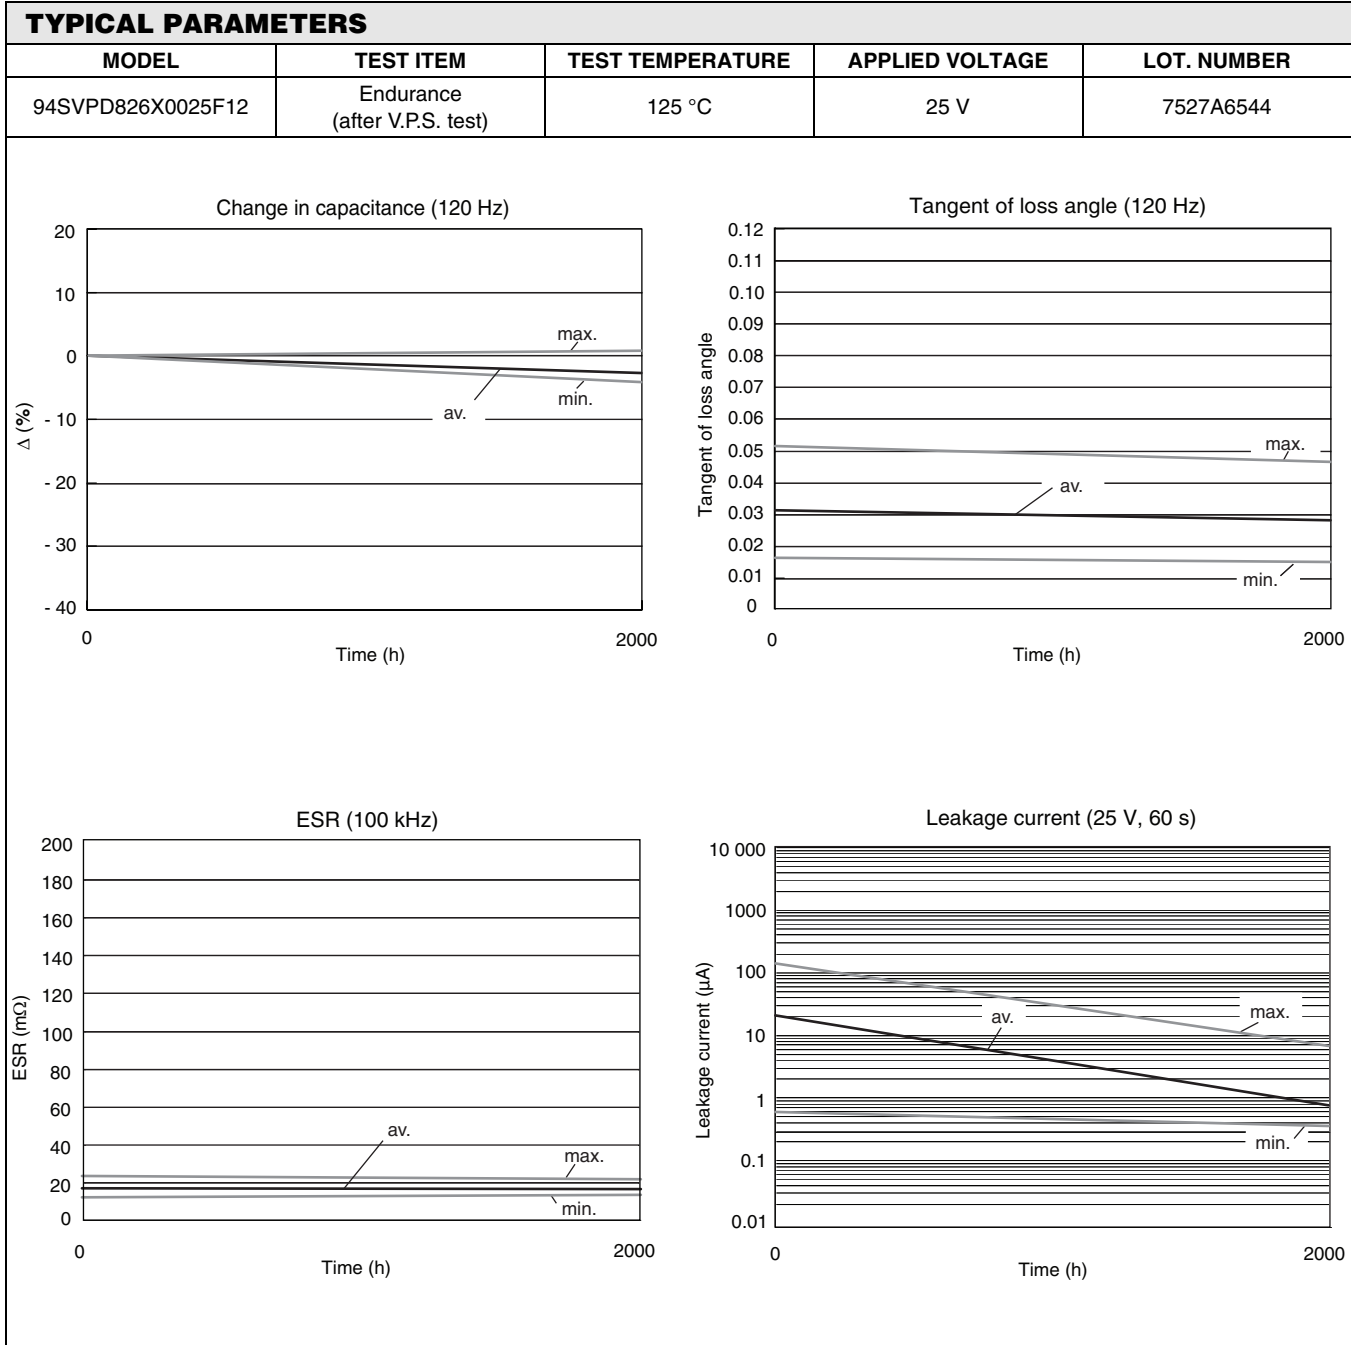 TYPICAL PARAMETERS
MODEL TEST ITEM TEST TEMPERATURE APPLIED VOLTAGE LOT. NUMBER
94SVPD826X0025F12 Endurance (after V.P.S. test) 125 °C 25 V 7527A6544
Change in capacitance (120 Hz)
20
10
0
- 10
- 20
- 30
- 40
Δ (%)
max.
av.
min.
0 2000
Time (h)
Tangent of loss angle (120 Hz)
0.12
0.11
0.10
0.09
0.08
0.07
0.06
0.05
0.04
0.03
0.02
0.01
0
Tangent of loss angle
max.
av.
min.
0 2000
Time (h)
ESR (100 kHz)
200
180
160
140
120
100
80
60
40
20
0
ESR (mΩ)
av.
max.
min.
0 2000
Time (h)
Leakage current (25 V, 60 s)
10 000
1000
100
10
1
0.1
0.01
Leakage current (μA)
av.
max.
min.
0 2000
Time (h)